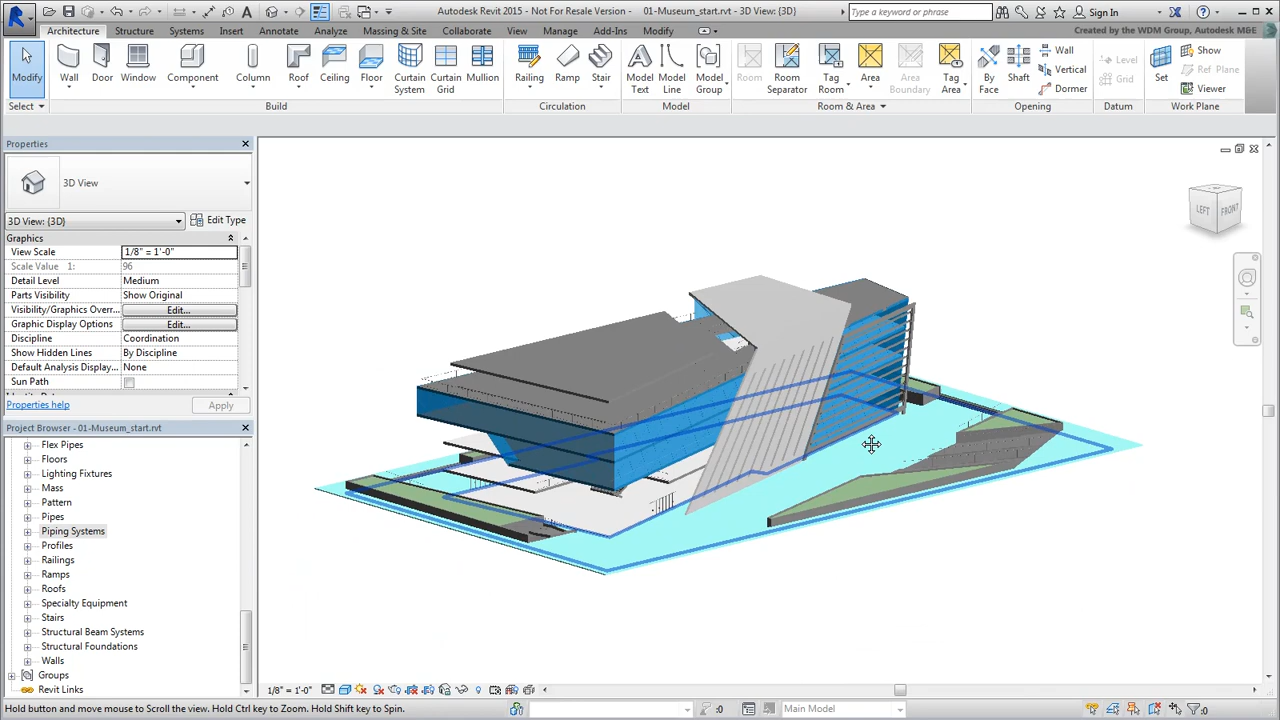 Autodesk Revit 2015 - Not For Resale Version - 01-Museum_start.rvt - 3D View: {3D}
Type a keyword or phrase
Sign In
Architecture Structure Systems Insert Annotate Analyze Massing & Site Collaborate View Manage Add-Ins Modify
Created by the WDM Group, Autodesk M&E
Modify
Wall
Door
Window
Component
Column
Roof
Ceiling
Floor
Curtain System
Curtain Grid
Mullion
Railing
Ramp
Stair
Model Text
Model Line
Model Group
Room
Room Separator
Tag Room
Area
Area Boundary
Tag Area
By Face
Shaft
Wall
Vertical
Dormer
Level
Grid
Set
Show
Ref Plane
Viewer
Select
Build
Circulation
Model
Room & Area
Opening
Datum
Work Plane
Properties
3D View
3D View: {3D}
Edit Type
Graphics
View Scale 1/8" = 1'-0"
Scale Value 1: 96
Detail Level Medium
Parts Visibility Show Original
Visibility/Graphics Overr... Edit...
Graphic Display Options Edit...
Discipline Coordination
Show Hidden Lines By Discipline
Default Analysis Display... None
Sun Path
Properties help
Apply
Project Browser - 01-Museum_start.rvt
Flex Pipes
Floors
Lighting Fixtures
Mass
Pattern
Pipes
Piping Systems
Profiles
Railings
Ramps
Roofs
Specialty Equipment
Stairs
Structural Beam Systems
Structural Foundations
Walls
Groups
Revit Links
LEFT
FRONT
1/8" = 1'-0"
Hold button and move mouse to Scroll the view. Hold Ctrl key to Zoom. Hold Shift key to Spin.
:0
Main Model
:0